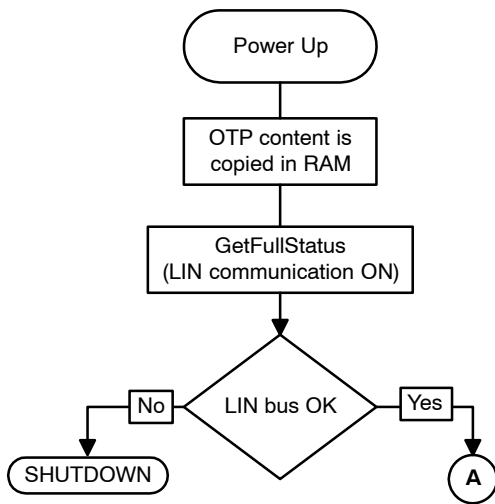 Power Up
OTP content is
copied in RAM
GetFullStatus
(LIN communication ON)
No
LIN bus OK
Yes
SHUTDOWN
A